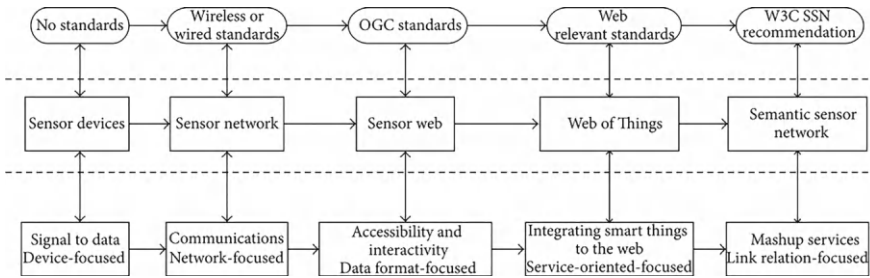 No standards
Wireless or
wired standards
OGC standards
Web
relevant standards
W3C SSN
recommendation
Sensor devices
Sensor network
Sensor web
Web of Things
Semantic sensor
network
Signal to data
Device-focused
Communications
Network-focused
Accessibility and
interactivity
Data format-focused
Integrating smart things
to the web
Service-oriented-focused
Mashup services
Link relation-focused